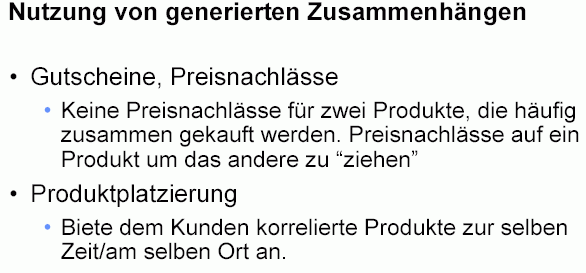 Nutzung von generierten Zusammenhängen
• Gutscheine, Preisnachlässe
• Keine Preisnachlässe für zwei Produkte, die häufig
zusammen gekauft werden. Preisnachlässe auf ein
Produkt um das andere zu “ziehen”
• Produktplatzierung
• Biete dem Kunden korrelierte Produkte zur selben
Zeit/am selben Ort an.